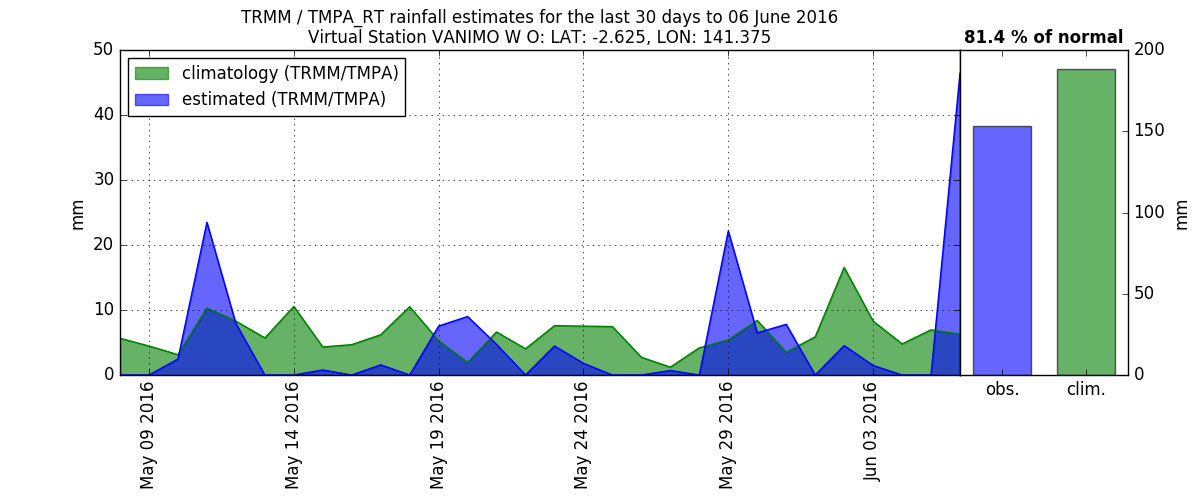 TRMM / TMPA_RT rainfall estimates for the last 30 days to 06 June 2016
Virtual Station VANIMO W O: LAT: -2.625, LON: 141.375
81.4 % of normal
climatology (TRMM/TMPA)
estimated (TRMM/TMPA)
50
40
30
20
10
0
mm
May 09 2016
May 14 2016
May 19 2016
May 24 2016
May 29 2016
Jun 03 2016
obs.
clim.
200
150
100
50
0
mm